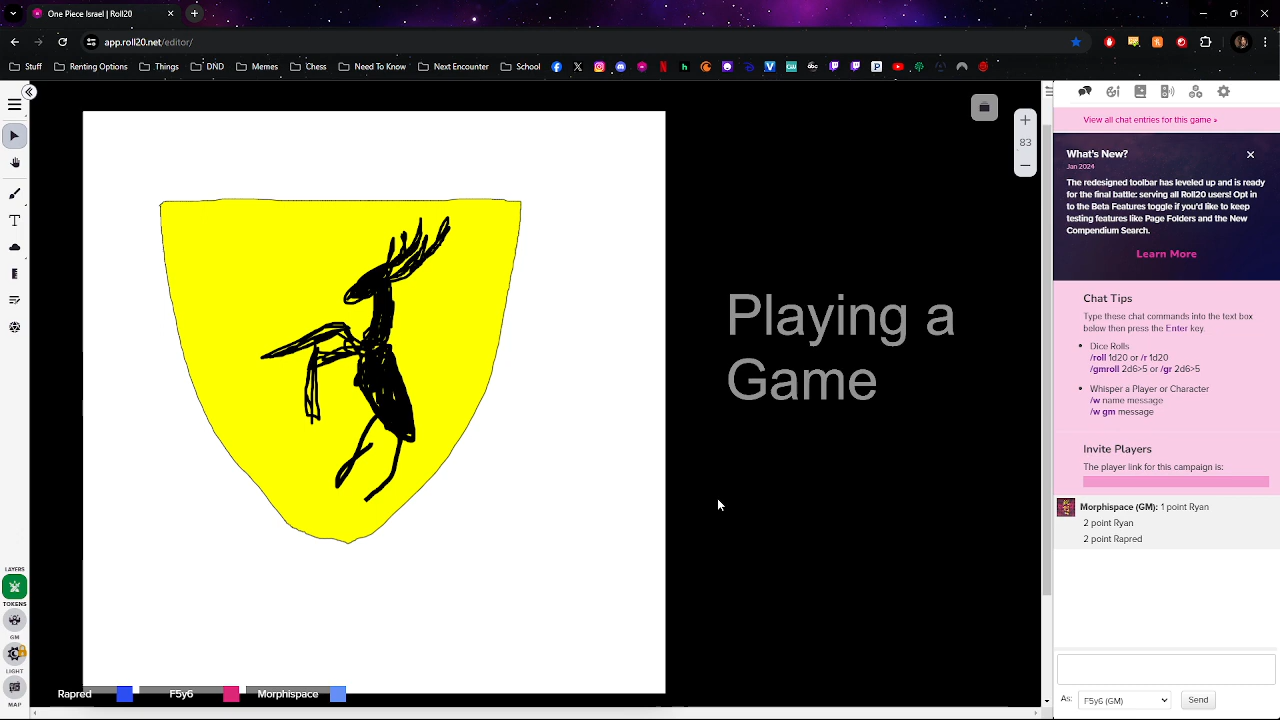 One Piece Israel | Roll20
app.roll20.net/editor/
Stuff Renting Options Things DND Memes Chess Need To Know Next Encounter School
View all chat entries for this game »
83
What's New?
Jan 2024
The redesigned toolbar has leveled up and is ready
for the final battle: serving all Roll20 users! Opt in
to the Beta Features toggle if you'd like to keep
testing features like Page Folders and the New
Compendium Search.
Learn More
Chat Tips
Type these chat commands into the text box
below then press the Enter key.
Dice Rolls
/roll 1d20 or /r 1d20
/gmroll 2d6>5 or /gr 2d6>5
Whisper a Player or Character
/w name message
/w gm message
Invite Players
The player link for this campaign is:
Morphispace (GM): 1 point Ryan
2 point Ryan
2 point Rapred
Playing a
Game
LAYERS
TOKENS
GM
LIGHT
MAP
Rapred F5y6 Morphispace
As: F5y6 (GM) Send